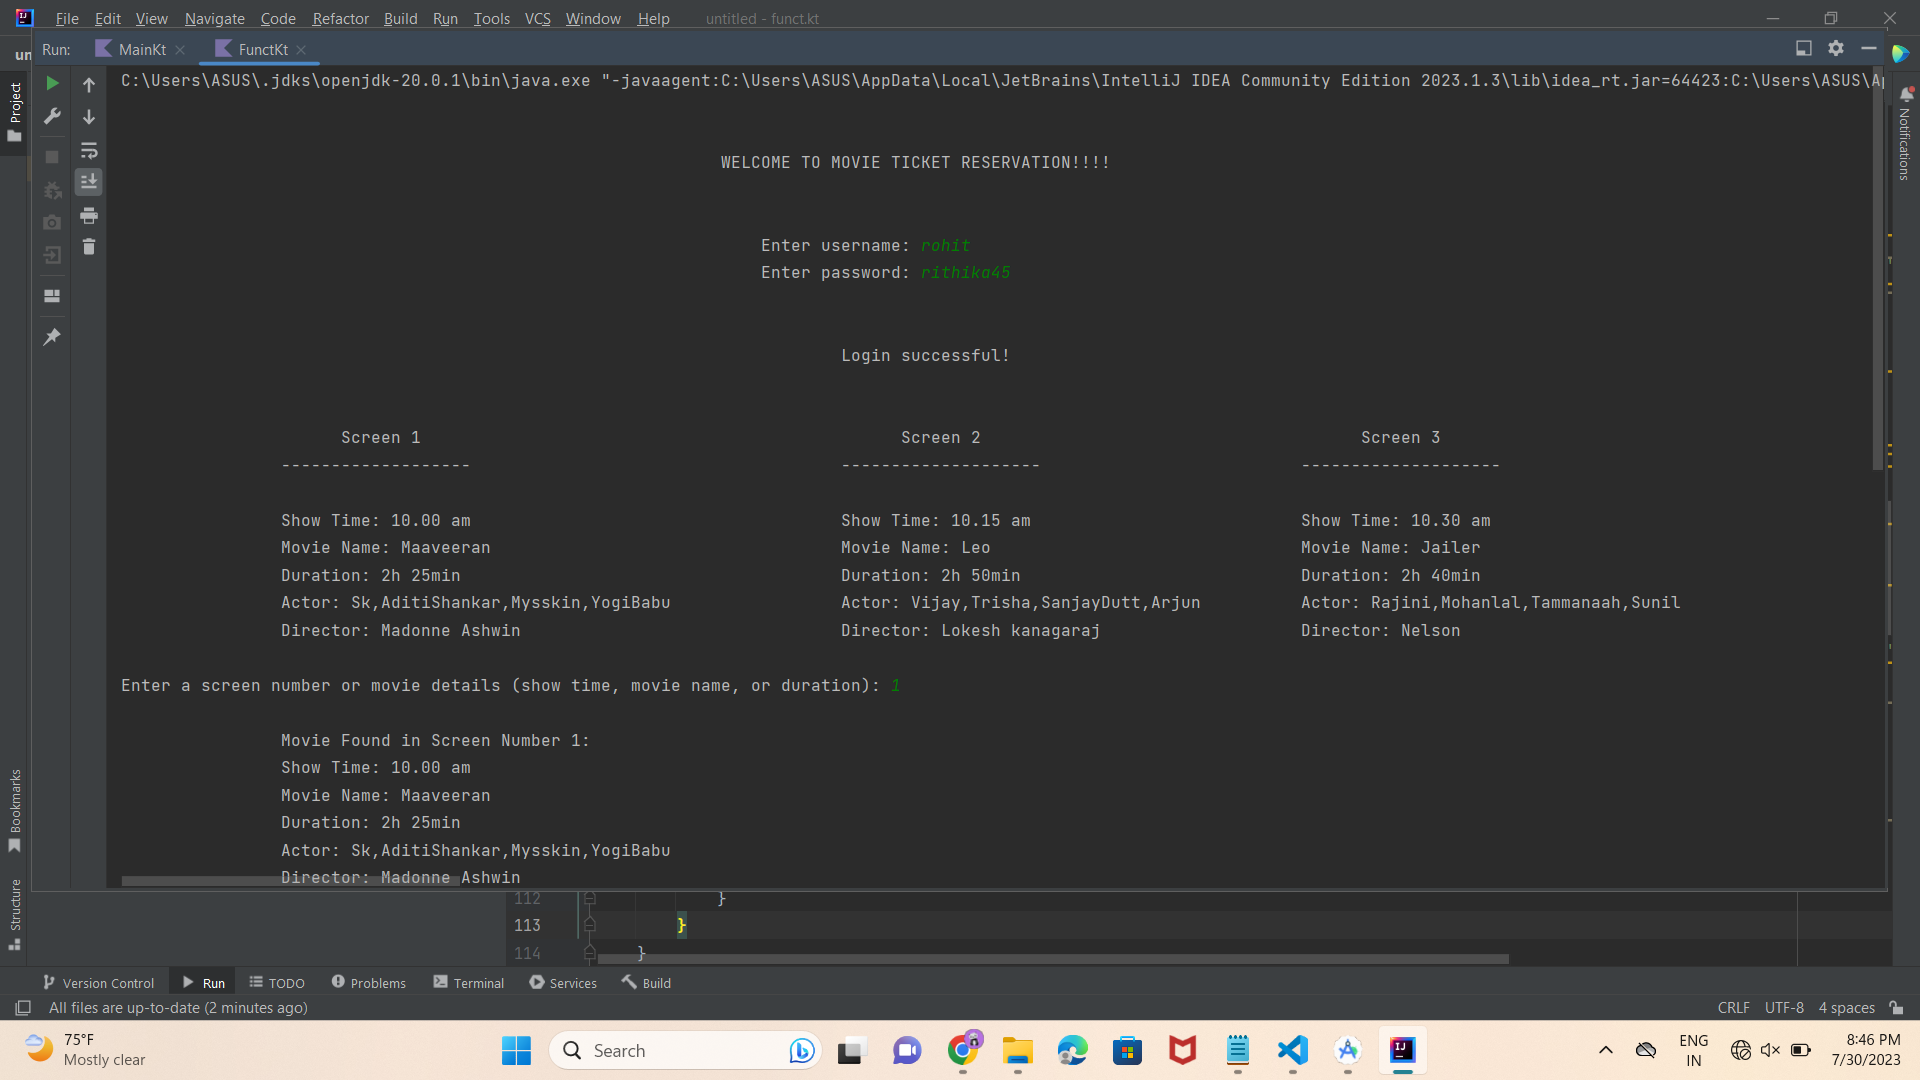 File Edit View Navigate Code Refactor Build Run Tools VCS Window Help untitled - funct.kt
Run: MainKt FunctKt
Project
Notifications
C:\Users\ASUS\.jdks\openjdk-20.0.1\bin\java.exe "-javaagent:C:\Users\ASUS\AppData\Local\JetBrains\IntelliJ IDEA Community Edition 2023.1.3\lib\idea_rt.jar=64423:C:\Users\ASUS\Ap
WELCOME TO MOVIE TICKET RESERVATION!!!!
Enter username: rohit
Enter password: rithika45
Login successful!
Screen 1 Screen 2 Screen 3
------------------- -------------------- --------------------
Show Time: 10.00 am Show Time: 10.15 am Show Time: 10.30 am
Movie Name: Maaveeran Movie Name: Leo Movie Name: Jailer
Duration: 2h 25min Duration: 2h 50min Duration: 2h 40min
Actor: Sk,AditiShankar,Mysskin,YogiBabu Actor: Vijay,Trisha,SanjayDutt,Arjun Actor: Rajini,Mohanlal,Tammanaah,Sunil
Director: Madonne Ashwin Director: Lokesh kanagaraj Director: Nelson
Enter a screen number or movie details (show time, movie name, or duration): 1
Movie Found in Screen Number 1:
Show Time: 10.00 am
Movie Name: Maaveeran
Duration: 2h 25min
Actor: Sk,AditiShankar,Mysskin,YogiBabu
Director: Madonne Ashwin
Bookmarks
Structure
112 }
113 }
114 }
Version Control Run TODO Problems Terminal Services Build
All files are up-to-date (2 minutes ago) CRLF UTF-8 4 spaces
75°F
Mostly clear
Search
ENG
IN
8:46 PM
7/30/2023